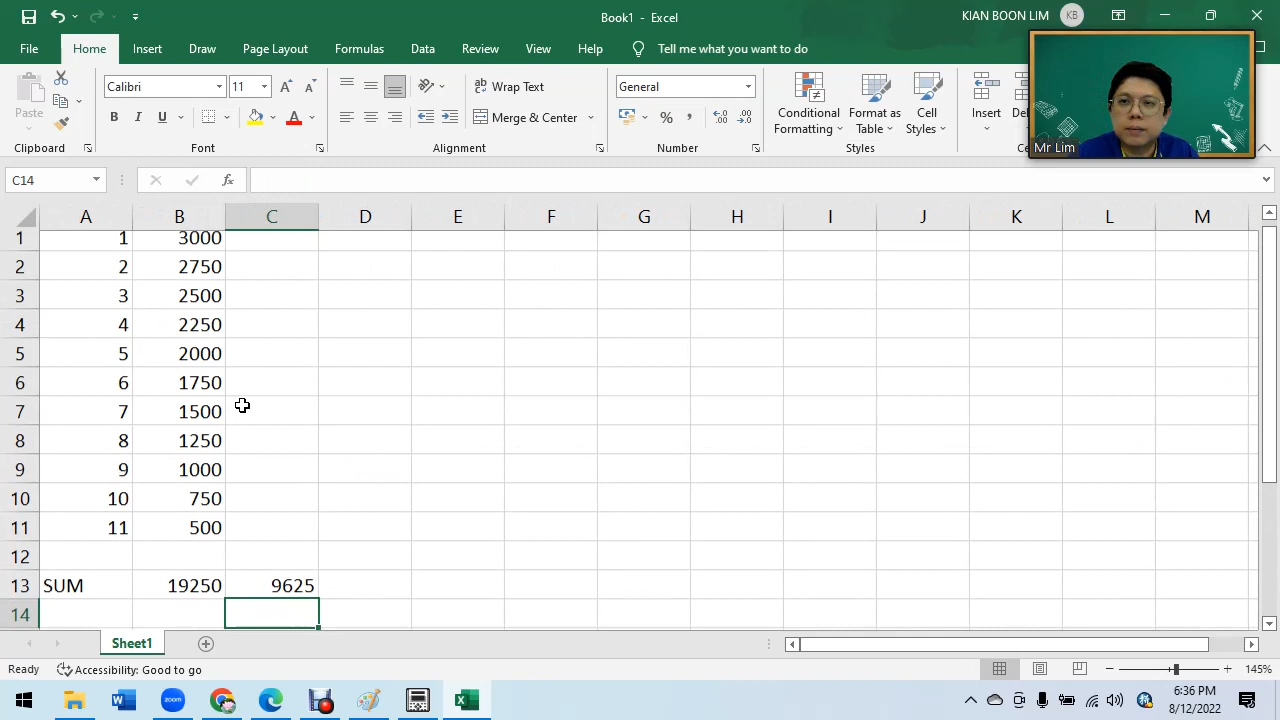 Book1 - Excel
KIAN BOON LIM
KB
File
Home
Insert
Draw
Page Layout
Formulas
Data
Review
View
Help
Tell me what you want to do
Paste
Clipboard
Calibri
11
B I U
Font
Wrap Text
Merge & Center
Alignment
General
Number
Conditional Formatting
Format as Table
Cell Styles
Styles
Insert
Mr Lim
C14
fx
A B C D E F G H I J K L M
1 1 3000
2 2 2750
3 3 2500
4 4 2250
5 5 2000
6 6 1750
7 7 1500
8 8 1250
9 9 1000
10 10 750
11 11 500
12
13 SUM 19250 9625
14
Sheet1
Ready
Accessibility: Good to go
145%
6:36 PM
8/12/2022